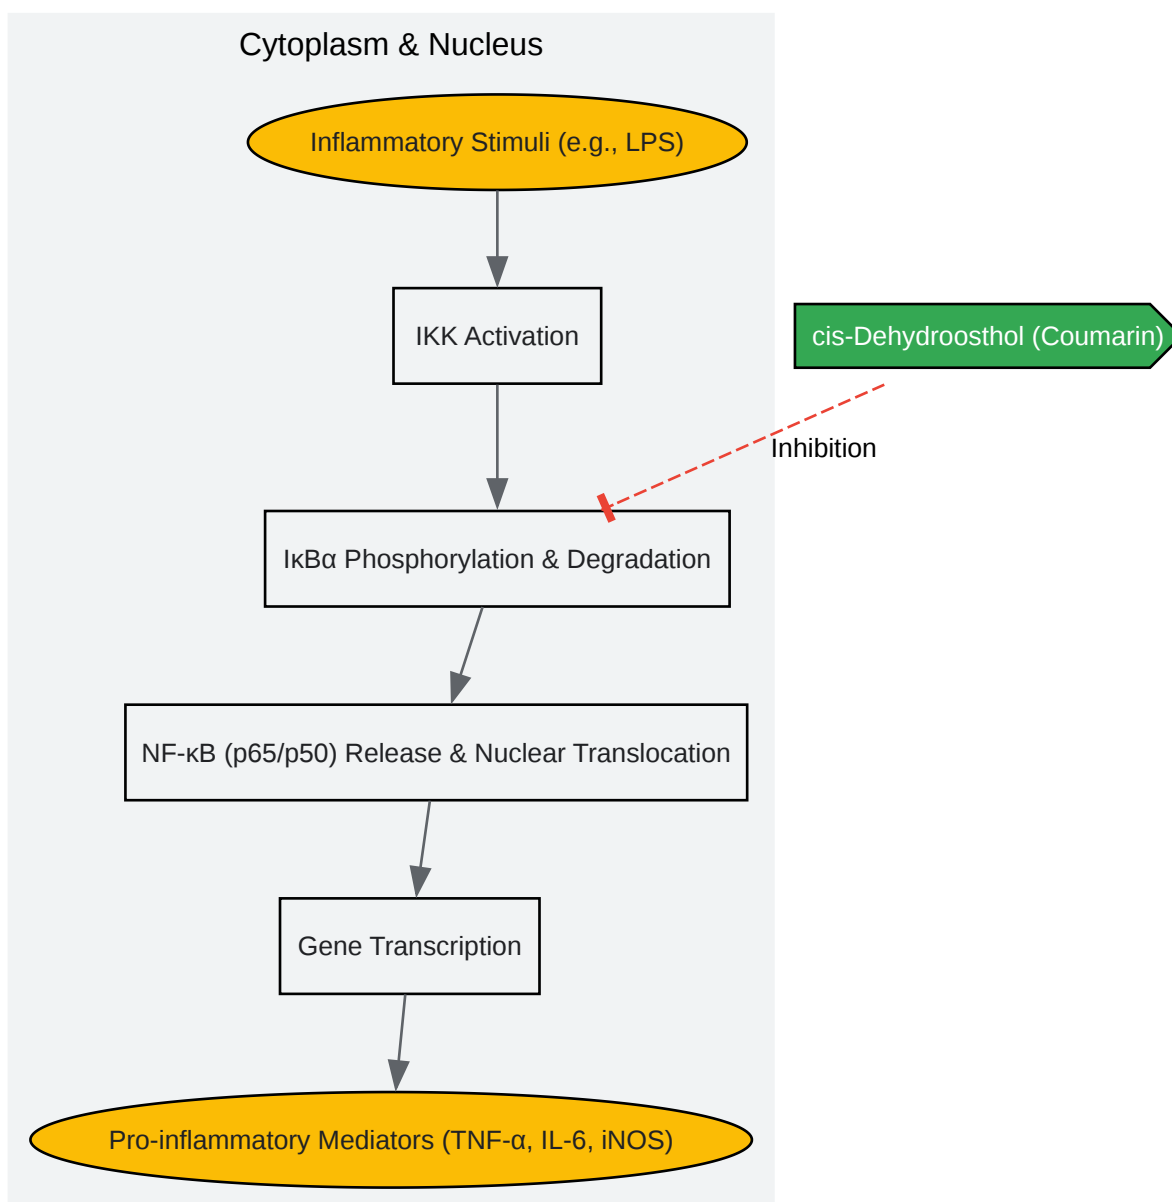 Cytoplasm & Nucleus
Inflammatory Stimuli (e.g., LPS)
IKK Activation
cis-Dehydroosthol (Coumarin)
Inhibition
IκBα Phosphorylation & Degradation
NF-κB (p65/p50) Release & Nuclear Translocation
Gene Transcription
Pro-inflammatory Mediators (TNF-α, IL-6, iNOS)